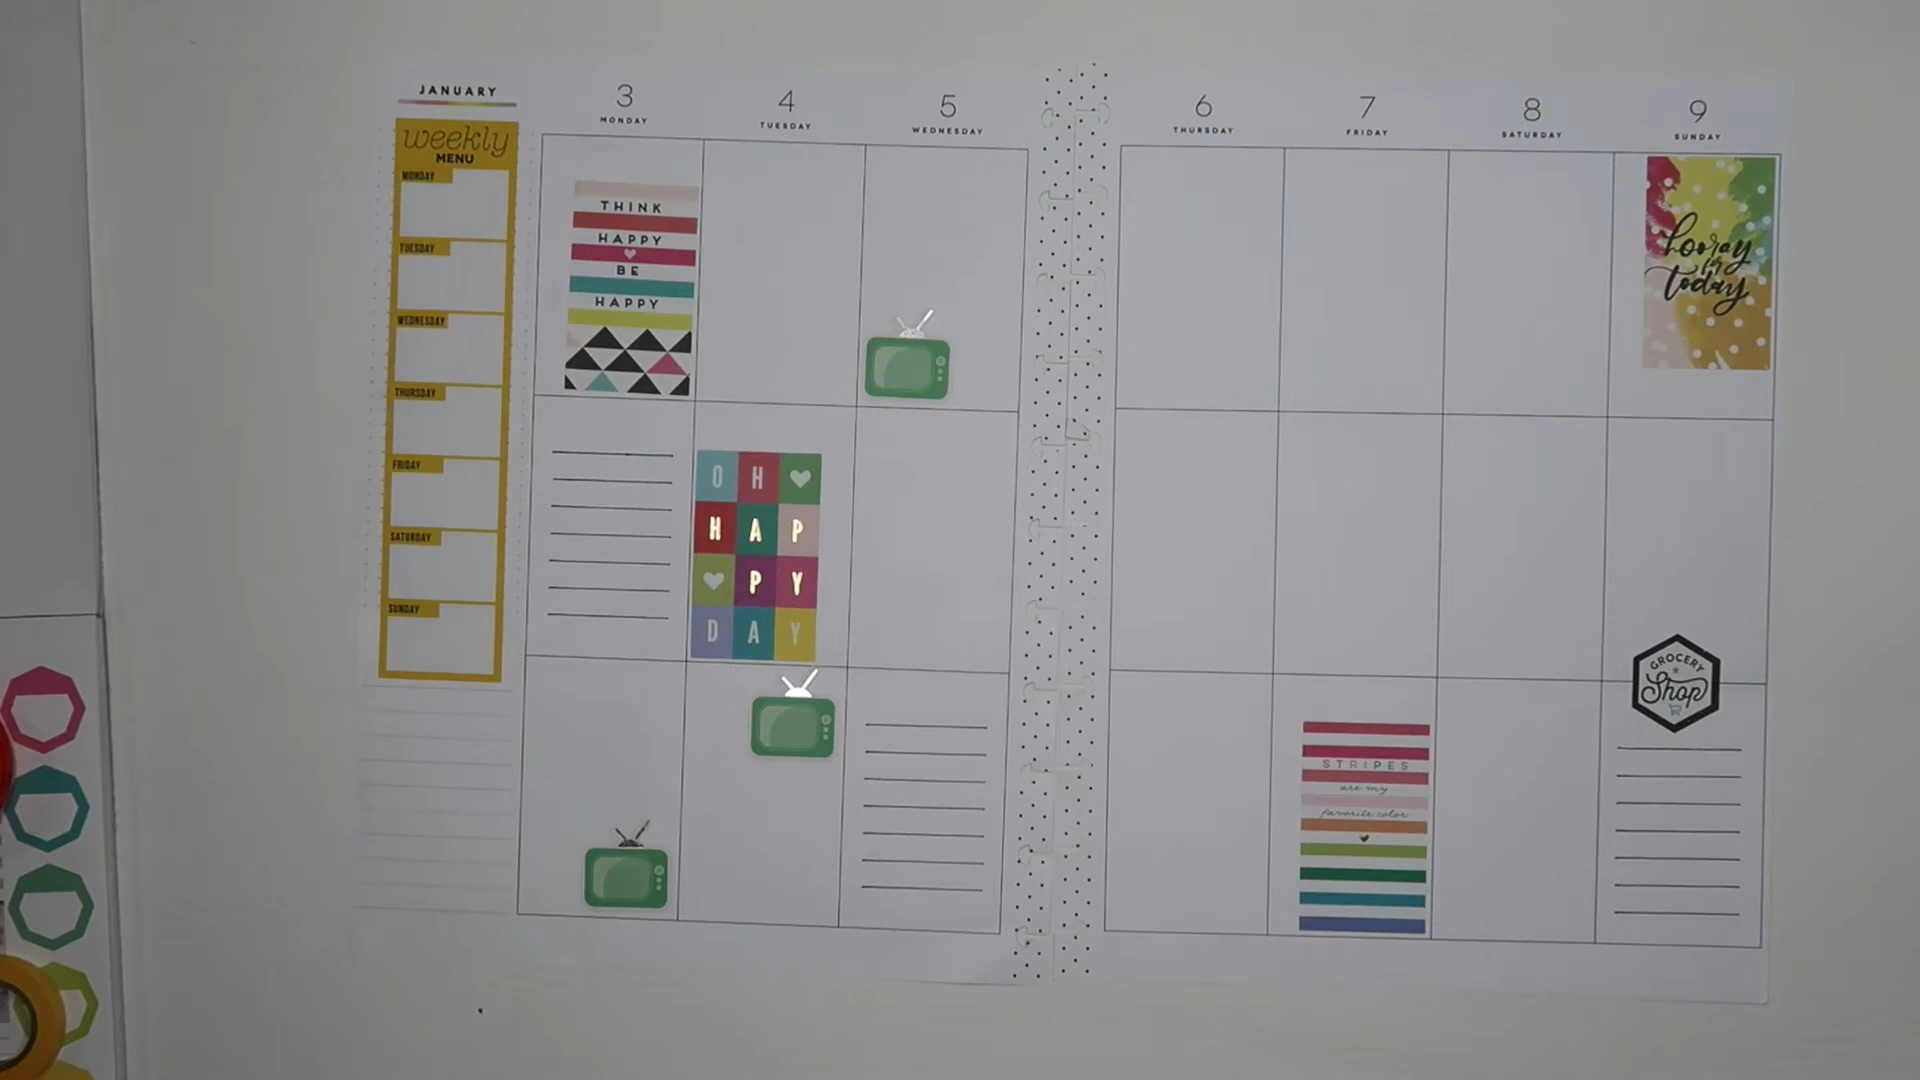 JANUARY
weekly
MENU
MONDAY
TUESDAY
WEDNESDAY
THURSDAY
FRIDAY
SATURDAY
SUNDAY
3
MONDAY
4
TUESDAY
5
WEDNESDAY
6
THURSDAY
7
FRIDAY
8
SATURDAY
9
SUNDAY
THINK
HAPPY
BE
HAPPY
OH
HAP
PY
DAY
hooray
for
today
STRIPES
are my
favorite color
GROCERY
Shop